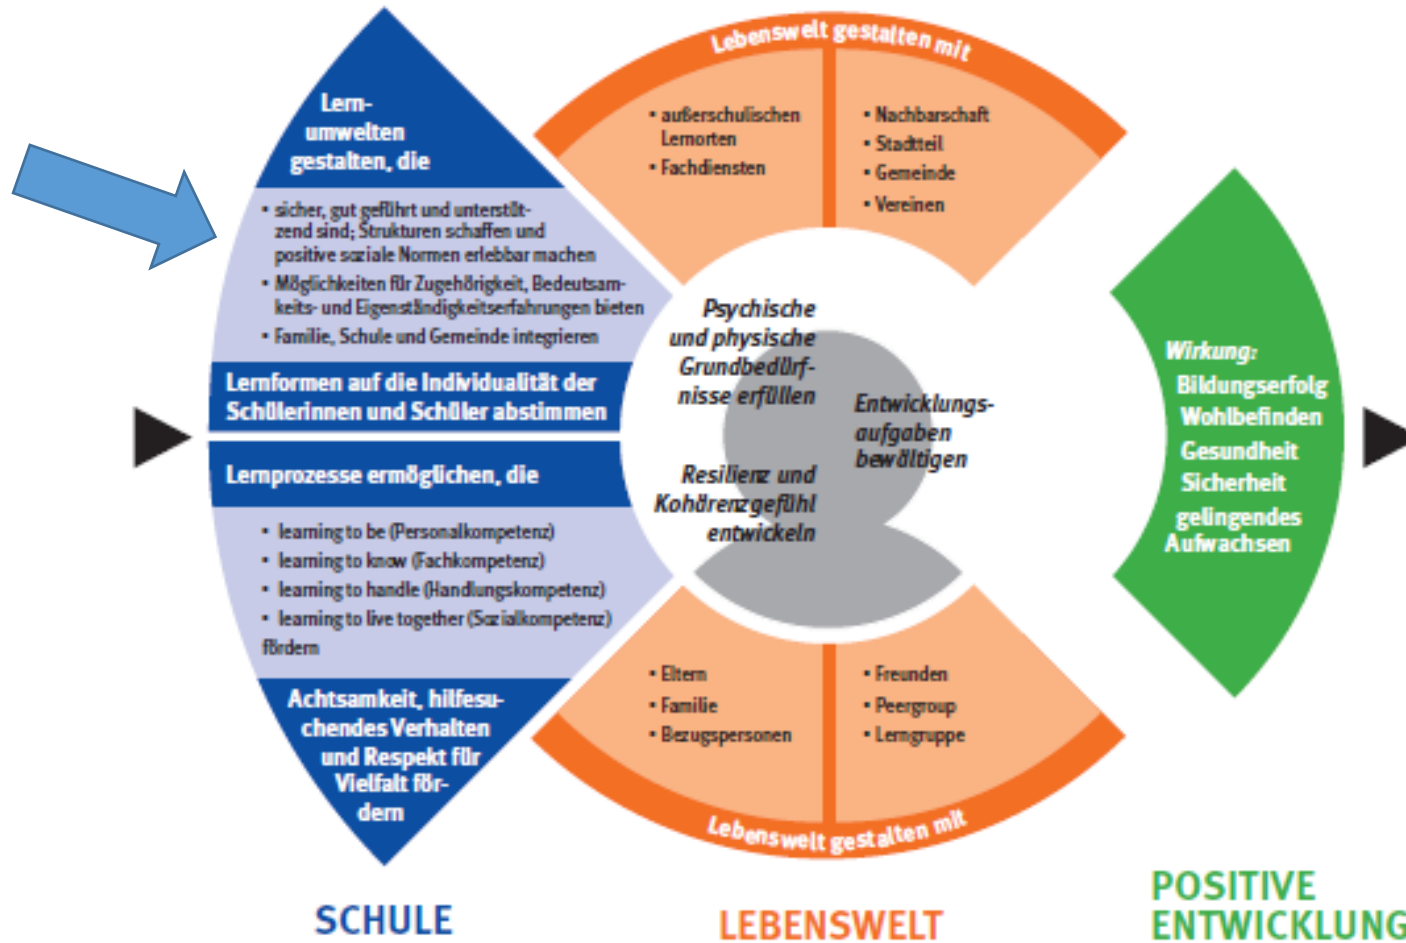 Lern-
umwelten
gestalten, die
▪ sicher, gut geführt und unterstüt-
zend sind; Strukturen schaffen und
positive soziale Normen erlebbar machen
▪ Möglichkeiten für Zugehörigkeit, Bedeutsam-
keits- und Eigenständigkeitserfahrungen bieten
▪ Familie, Schule und Gemeinde integrieren
Lernformen auf die Individualität der
Schülerinnen und Schüler abstimmen
Lernprozesse ermöglichen, die
▪ learning to be (Personalkompetenz)
▪ learning to know (Fachkompetenz)
▪ learning to handle (Handlungskompetenz)
▪ learning to live together (Sozialkompetenz)
fördern
Achtsamkeit, hilfesu-
chendes Verhalten
und Respekt für
Vielfalt för-
dern
SCHULE
Lebenswelt gestalten mit
▪ außerschulischen
Lernorten
▪ Fachdiensten
▪ Nachbarschaft
▪ Stadtteil
▪ Gemeinde
▪ Vereinen
Psychische
und physische
Grundbedürf-
nisse erfüllen
Entwicklungs-
aufgaben
bewältigen
Resilienz und
Kohärenzgefühl
entwickeln
▪ Eltern
▪ Familie
▪ Bezugspersonen
▪ Freunden
▪ Peergroup
▪ Lerngruppe
Lebenswelt gestalten mit
LEBENSWELT
Wirkung:
Bildungserfolg
Wohlbefinden
Gesundheit
Sicherheit
gelingendes
Aufwachsen
POSITIVE
ENTWICKLUNG